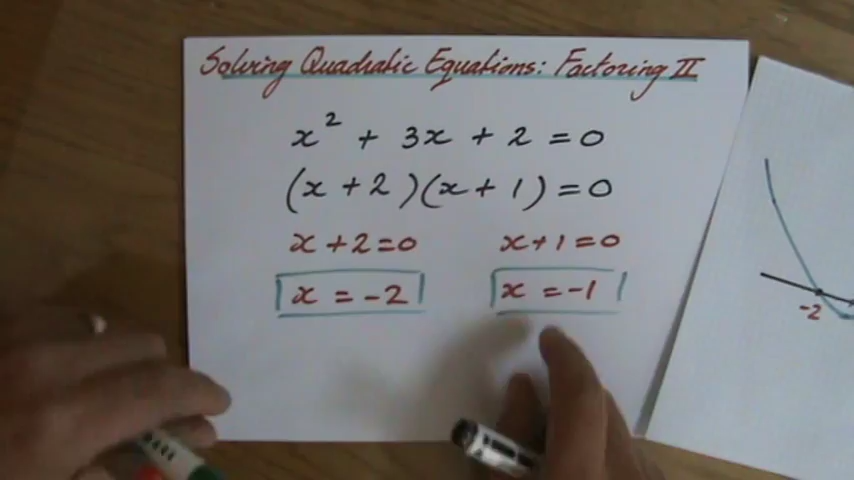 Solving Quadratic Equations: Factoring II
x² + 3x + 2 = 0
(x + 2)(x + 1) = 0
x + 2 = 0 x + 1 = 0
x = -2 x = -1
-2